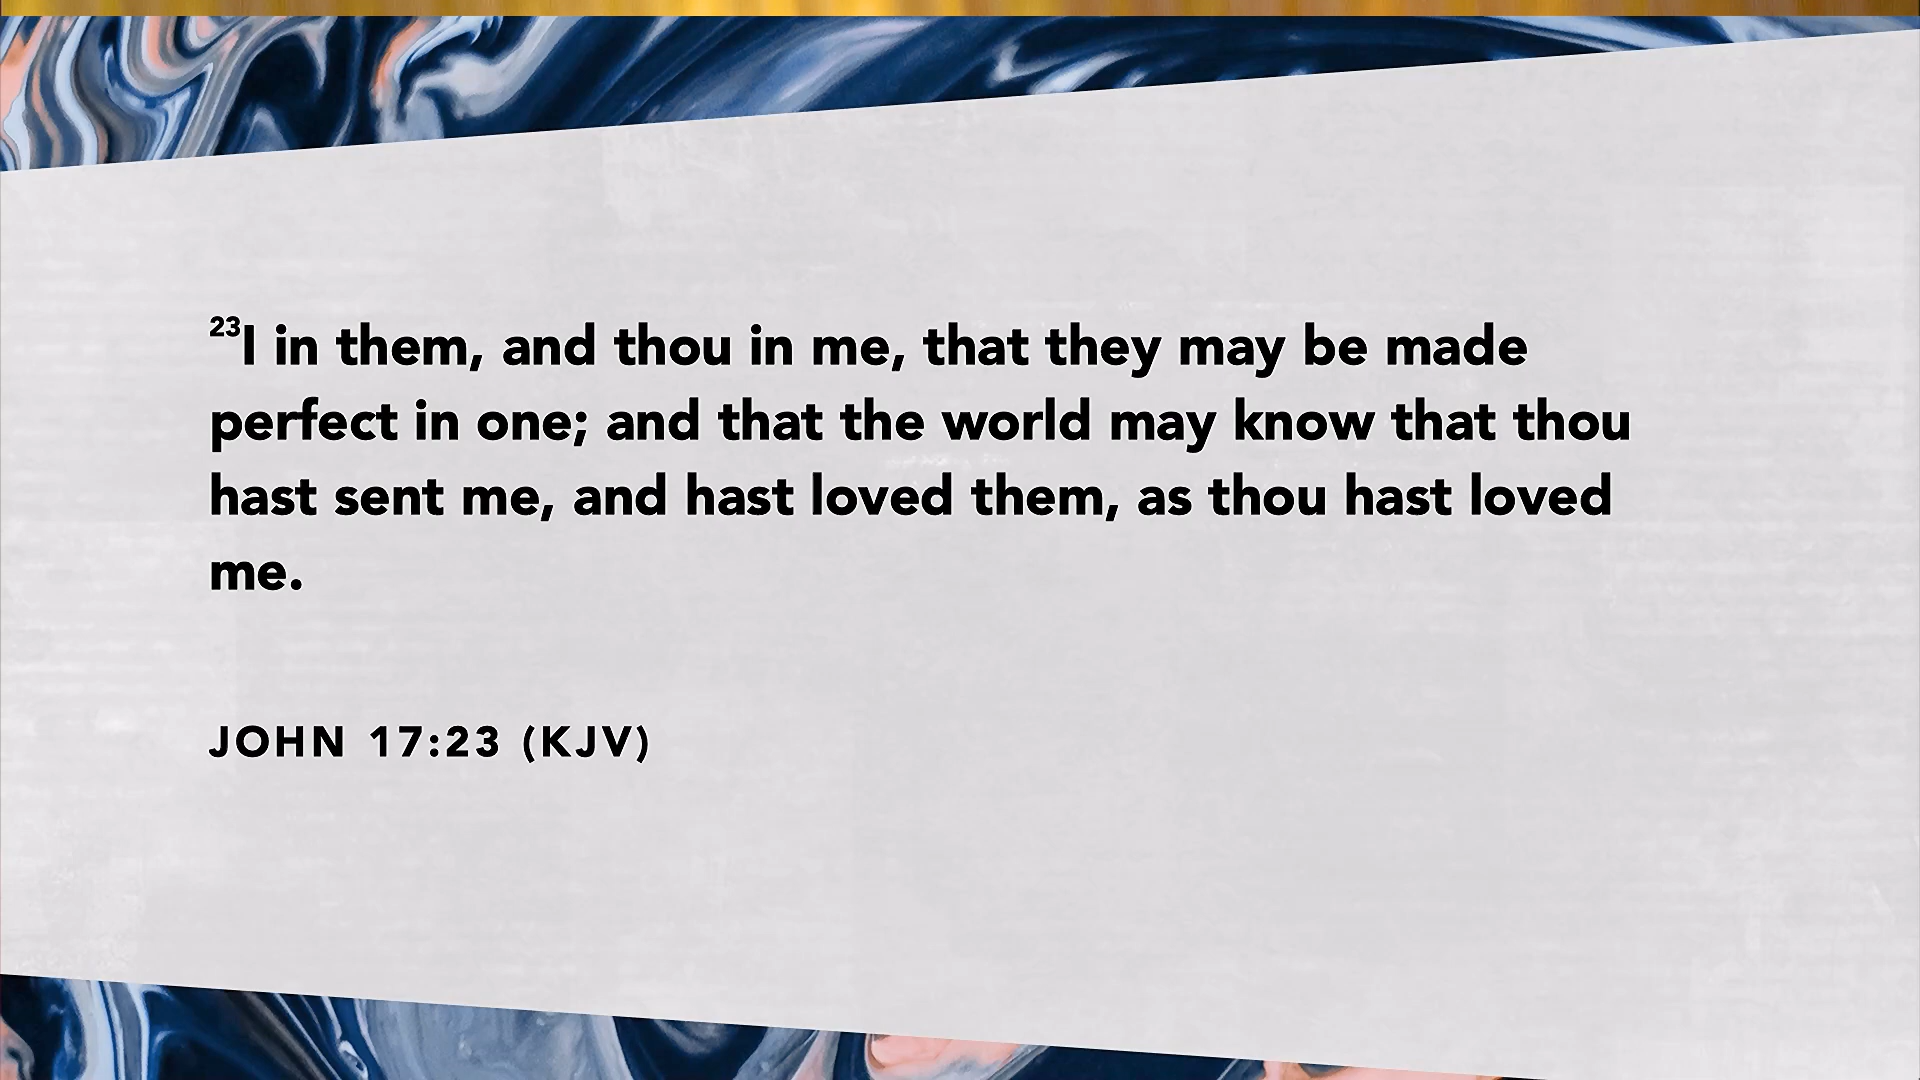 ²³I in them, and thou in me, that they may be made
perfect in one; and that the world may know that thou
hast sent me, and hast loved them, as thou hast loved
me.
JOHN 17:23 (KJV)